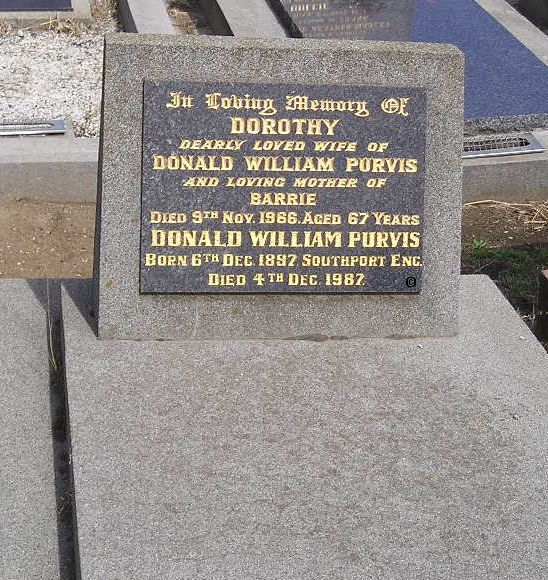 In Loving Memory Of
DOROTHY
DEARLY LOVED WIFE OF
DONALD WILLIAM PURVIS
AND LOVING MOTHER OF
BARRIE
DIED 9TH NOV. 1966. AGED 67 YEARS
DONALD WILLIAM PURVIS
BORN 6TH DEC. 1897. SOUTHPORT ENG.
DIED 4TH DEC. 1987.